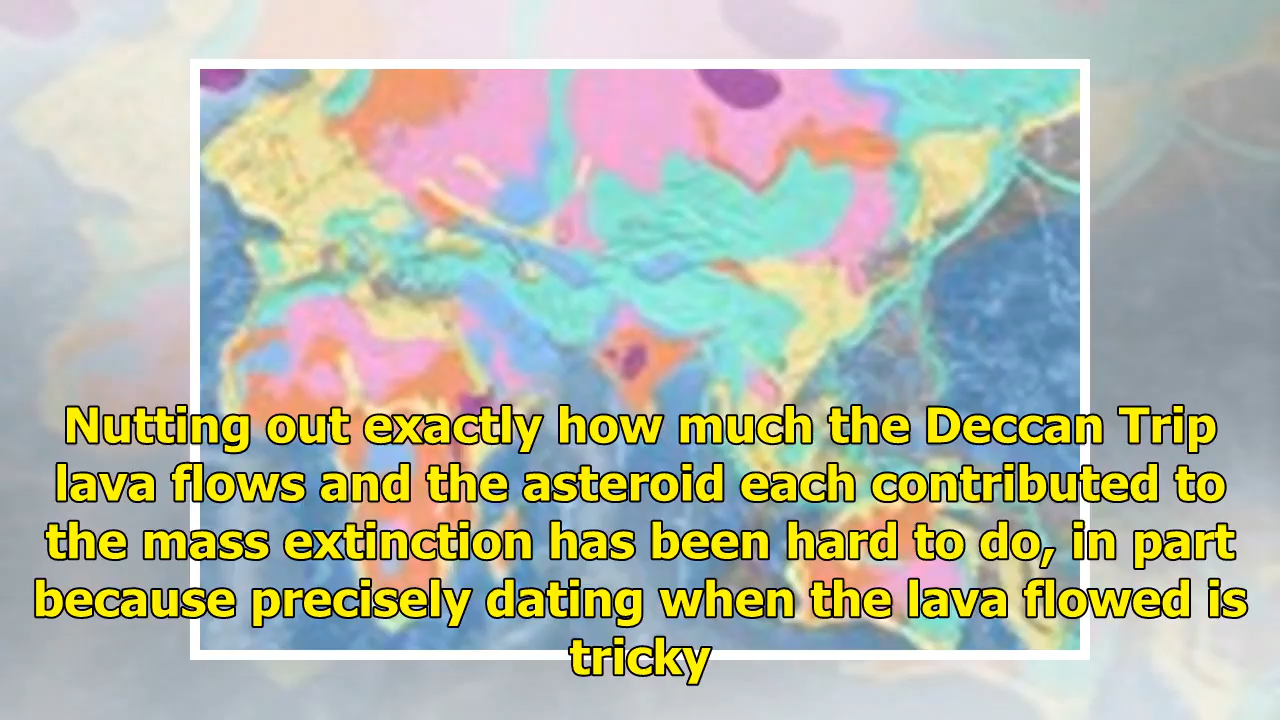 Nutting out exactly how much the Deccan Trip
lava flows and the asteroid each contributed to
the mass extinction has been hard to do, in part
because precisely dating when the lava flowed is
tricky